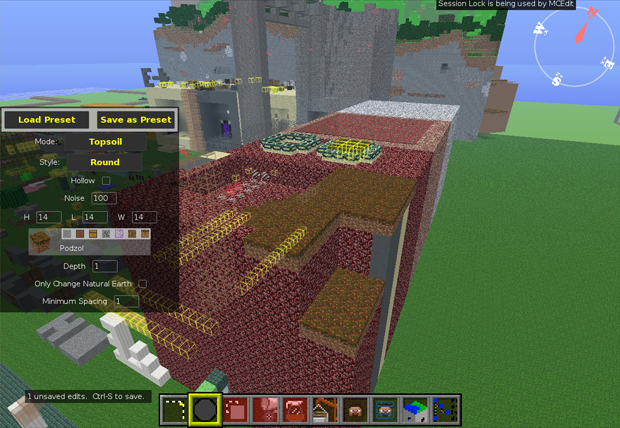 Session Lock is being used by MCEdit
Load Preset Save as Preset
Mode: Topsoil
Style: Round
Hollow
Noise 100
H 14 L 14 W 14
Podzol
Depth 1
Only Change Natural Earth
Minimum Spacing 1
1 unsaved edits. Ctrl-S to save.